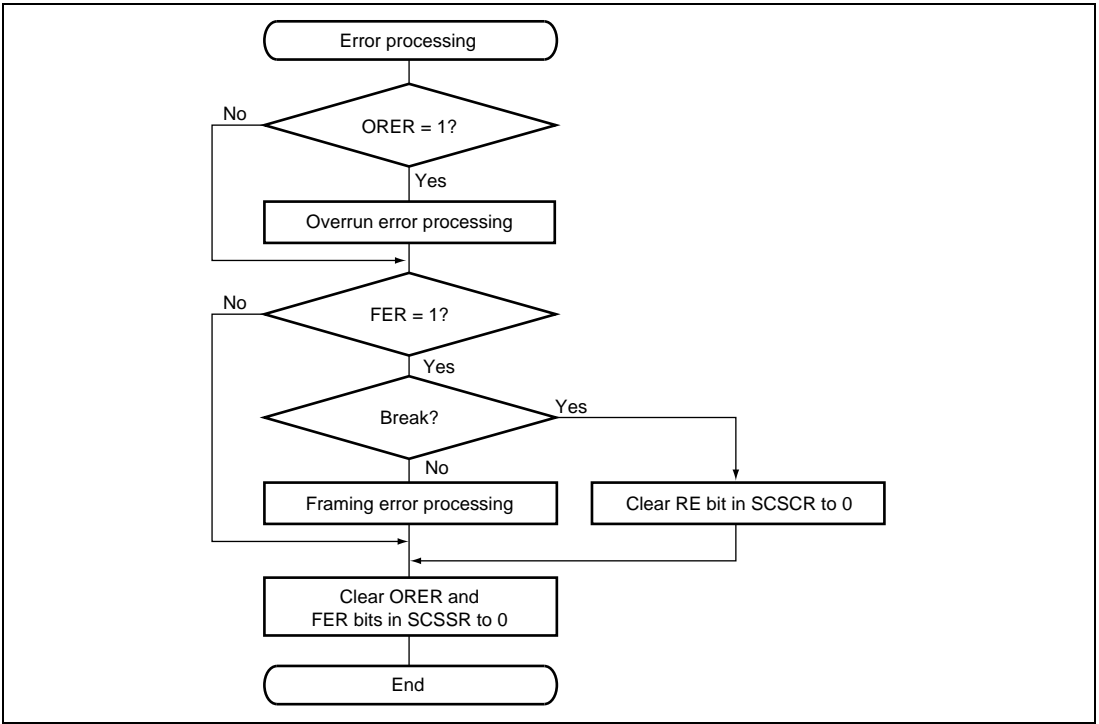 Error processing
No
ORER = 1?
Yes
Overrun error processing
No
FER = 1?
Yes
Break?
Yes
No
Framing error processing
Clear RE bit in SCSCR to 0
Clear ORER and
FER bits in SCSSR to 0
End